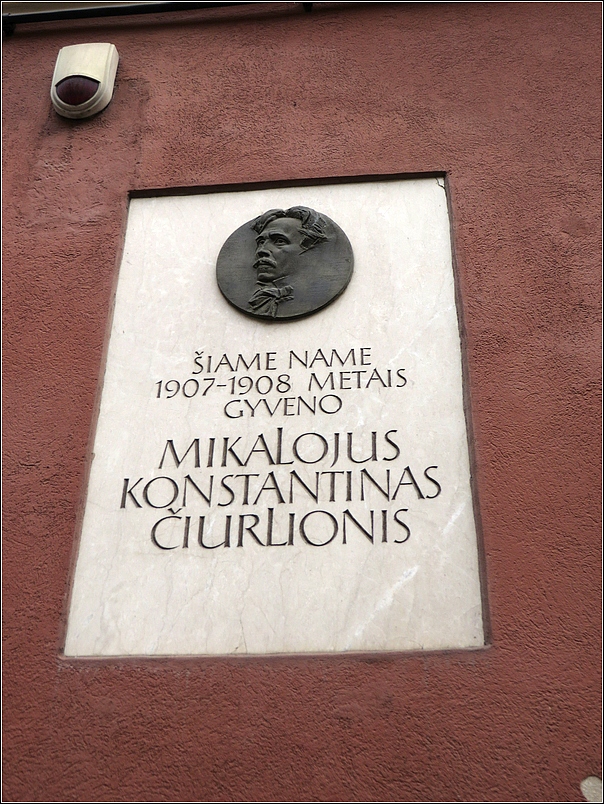 ŠIAME NAME
1907-1908 METAIS
GYVENO
MIKALOJUS
KONSTANTINAS
ČIURLIONIS